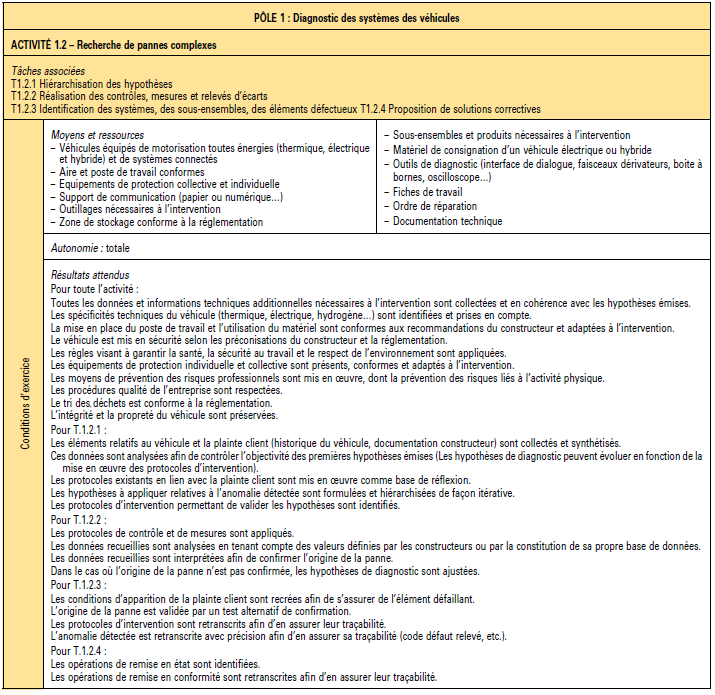 PÔLE 1 : Diagnostic des systèmes des véhicules
ACTIVITÉ 1.2 – Recherche de pannes complexes
Tâches associées
T1.2.1 Hiérarchisation des hypothèses
T1.2.2 Réalisation des contrôles, mesures et relevés d'écarts
T1.2.3 Identification des systèmes, des sous-ensembles, des éléments défectueux T1.2.4 Proposition de solutions correctives
Conditions d'exercice
Moyens et ressources
– Véhicules équipés de motorisation toutes énergies (thermique, électrique
et hybride) et de systèmes connectés
– Aire et poste de travail conformes
– Equipements de protection collective et individuelle
– Support de communication (papier ou numérique...)
– Outillages nécessaires à l'intervention
– Zone de stockage conforme à la réglementation
– Sous-ensembles et produits nécessaires à l'intervention
– Matériel de consignation d'un véhicule électrique ou hybride
– Outils de diagnostic (interface de dialogue, faisceaux dérivateurs, boite à
bornes, oscilloscope...)
– Fiches de travail
– Ordre de réparation
– Documentation technique
Autonomie : totale
Résultats attendus
Pour toute l'activité :
Toutes les données et informations techniques additionnelles nécessaires à l'intervention sont collectées et en cohérence avec les hypothèses émises.
Les spécificités techniques du véhicule (thermique, électrique, hydrogène...) sont identifiées et prises en compte.
La mise en place du poste de travail et l'utilisation du matériel sont conformes aux recommandations du constructeur et adaptées à l'intervention.
Le véhicule est mis en sécurité selon les préconisations du constructeur et la réglementation.
Les règles visant à garantir la santé, la sécurité au travail et le respect de l'environnement sont appliquées.
Les équipements de protection individuelle et collective sont présents, conformes et adaptés à l'intervention.
Les moyens de prévention des risques professionnels sont mis en œuvre, dont la prévention des risques liés à l'activité physique.
Les procédures qualité de l'entreprise sont respectées.
Le tri des déchets est conforme à la réglementation.
L'intégrité et la propreté du véhicule sont préservées.
Pour T.1.2.1 :
Les éléments relatifs au véhicule et la plainte client (historique du véhicule, documentation constructeur) sont collectés et synthétisés.
Ces données sont analysées afin de contrôler l'objectivité des premières hypothèses émises (Les hypothèses de diagnostic peuvent évoluer en fonction de la
mise en œuvre des protocoles d'intervention).
Les protocoles existants en lien avec la plainte client sont mis en œuvre comme base de réflexion.
Les hypothèses à appliquer relatives à l'anomalie détectée sont formulées et hiérarchisées de façon itérative.
Les protocoles d'intervention permettant de valider les hypothèses sont identifiés.
Pour T.1.2.2 :
Les protocoles de contrôle et de mesures sont appliqués.
Les données recueillies sont analysées en tenant compte des valeurs définies par les constructeurs ou par la constitution de sa propre base de données.
Les données recueillies sont interprétées afin de confirmer l'origine de la panne.
Dans le cas où l'origine de la panne n'est pas confirmée, les hypothèses de diagnostic sont ajustées.
Pour T.1.2.3 :
Les conditions d'apparition de la plainte client sont recrées afin de s'assurer de l'élément défaillant.
L'origine de la panne est validée par un test alternatif de confirmation.
Les protocoles d'intervention sont retranscrits afin d'en assurer leur traçabilité.
L'anomalie détectée est retranscrite avec précision afin d'en assurer sa traçabilité (code défaut relevé, etc.).
Pour T.1.2.4 :
Les opérations de remise en état sont identifiées.
Les opérations de remise en conformité sont retranscrites afin d'en assurer leur traçabilité.